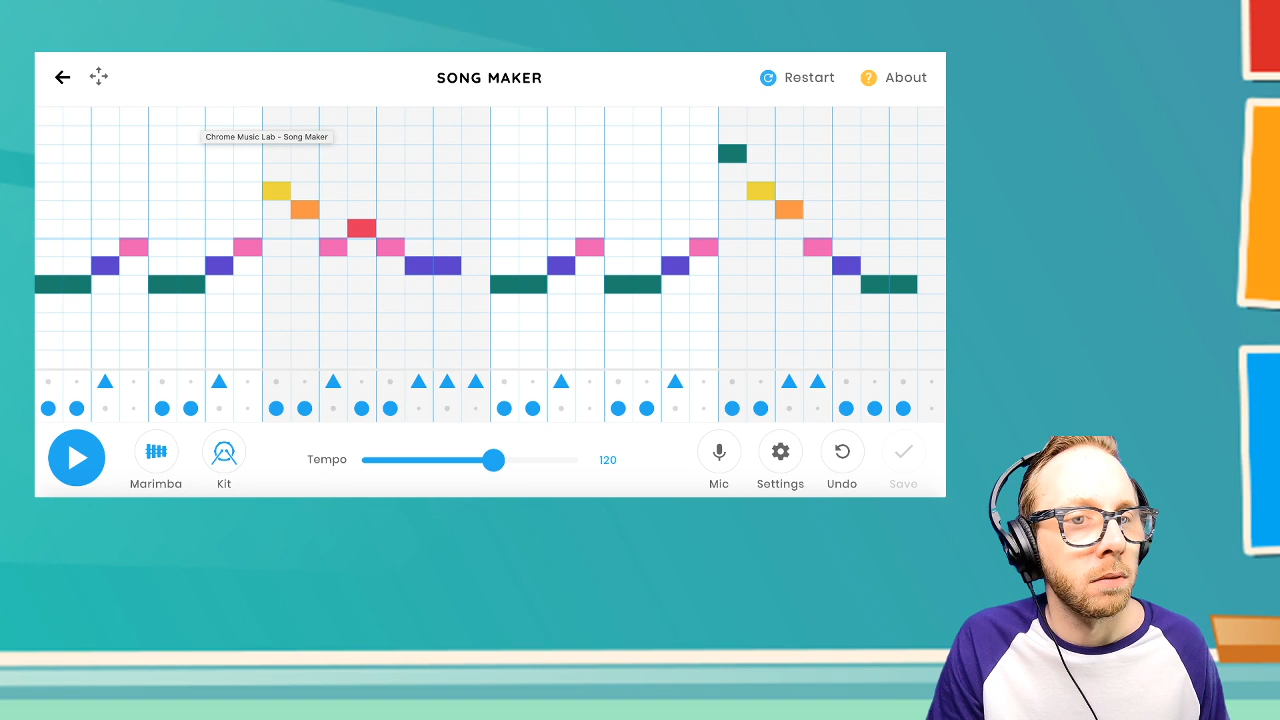 SONG MAKER
Restart
? About
Chrome Music Lab - Song Maker
Marimba
Kit
Tempo
120
Mic
Settings
Undo
Save